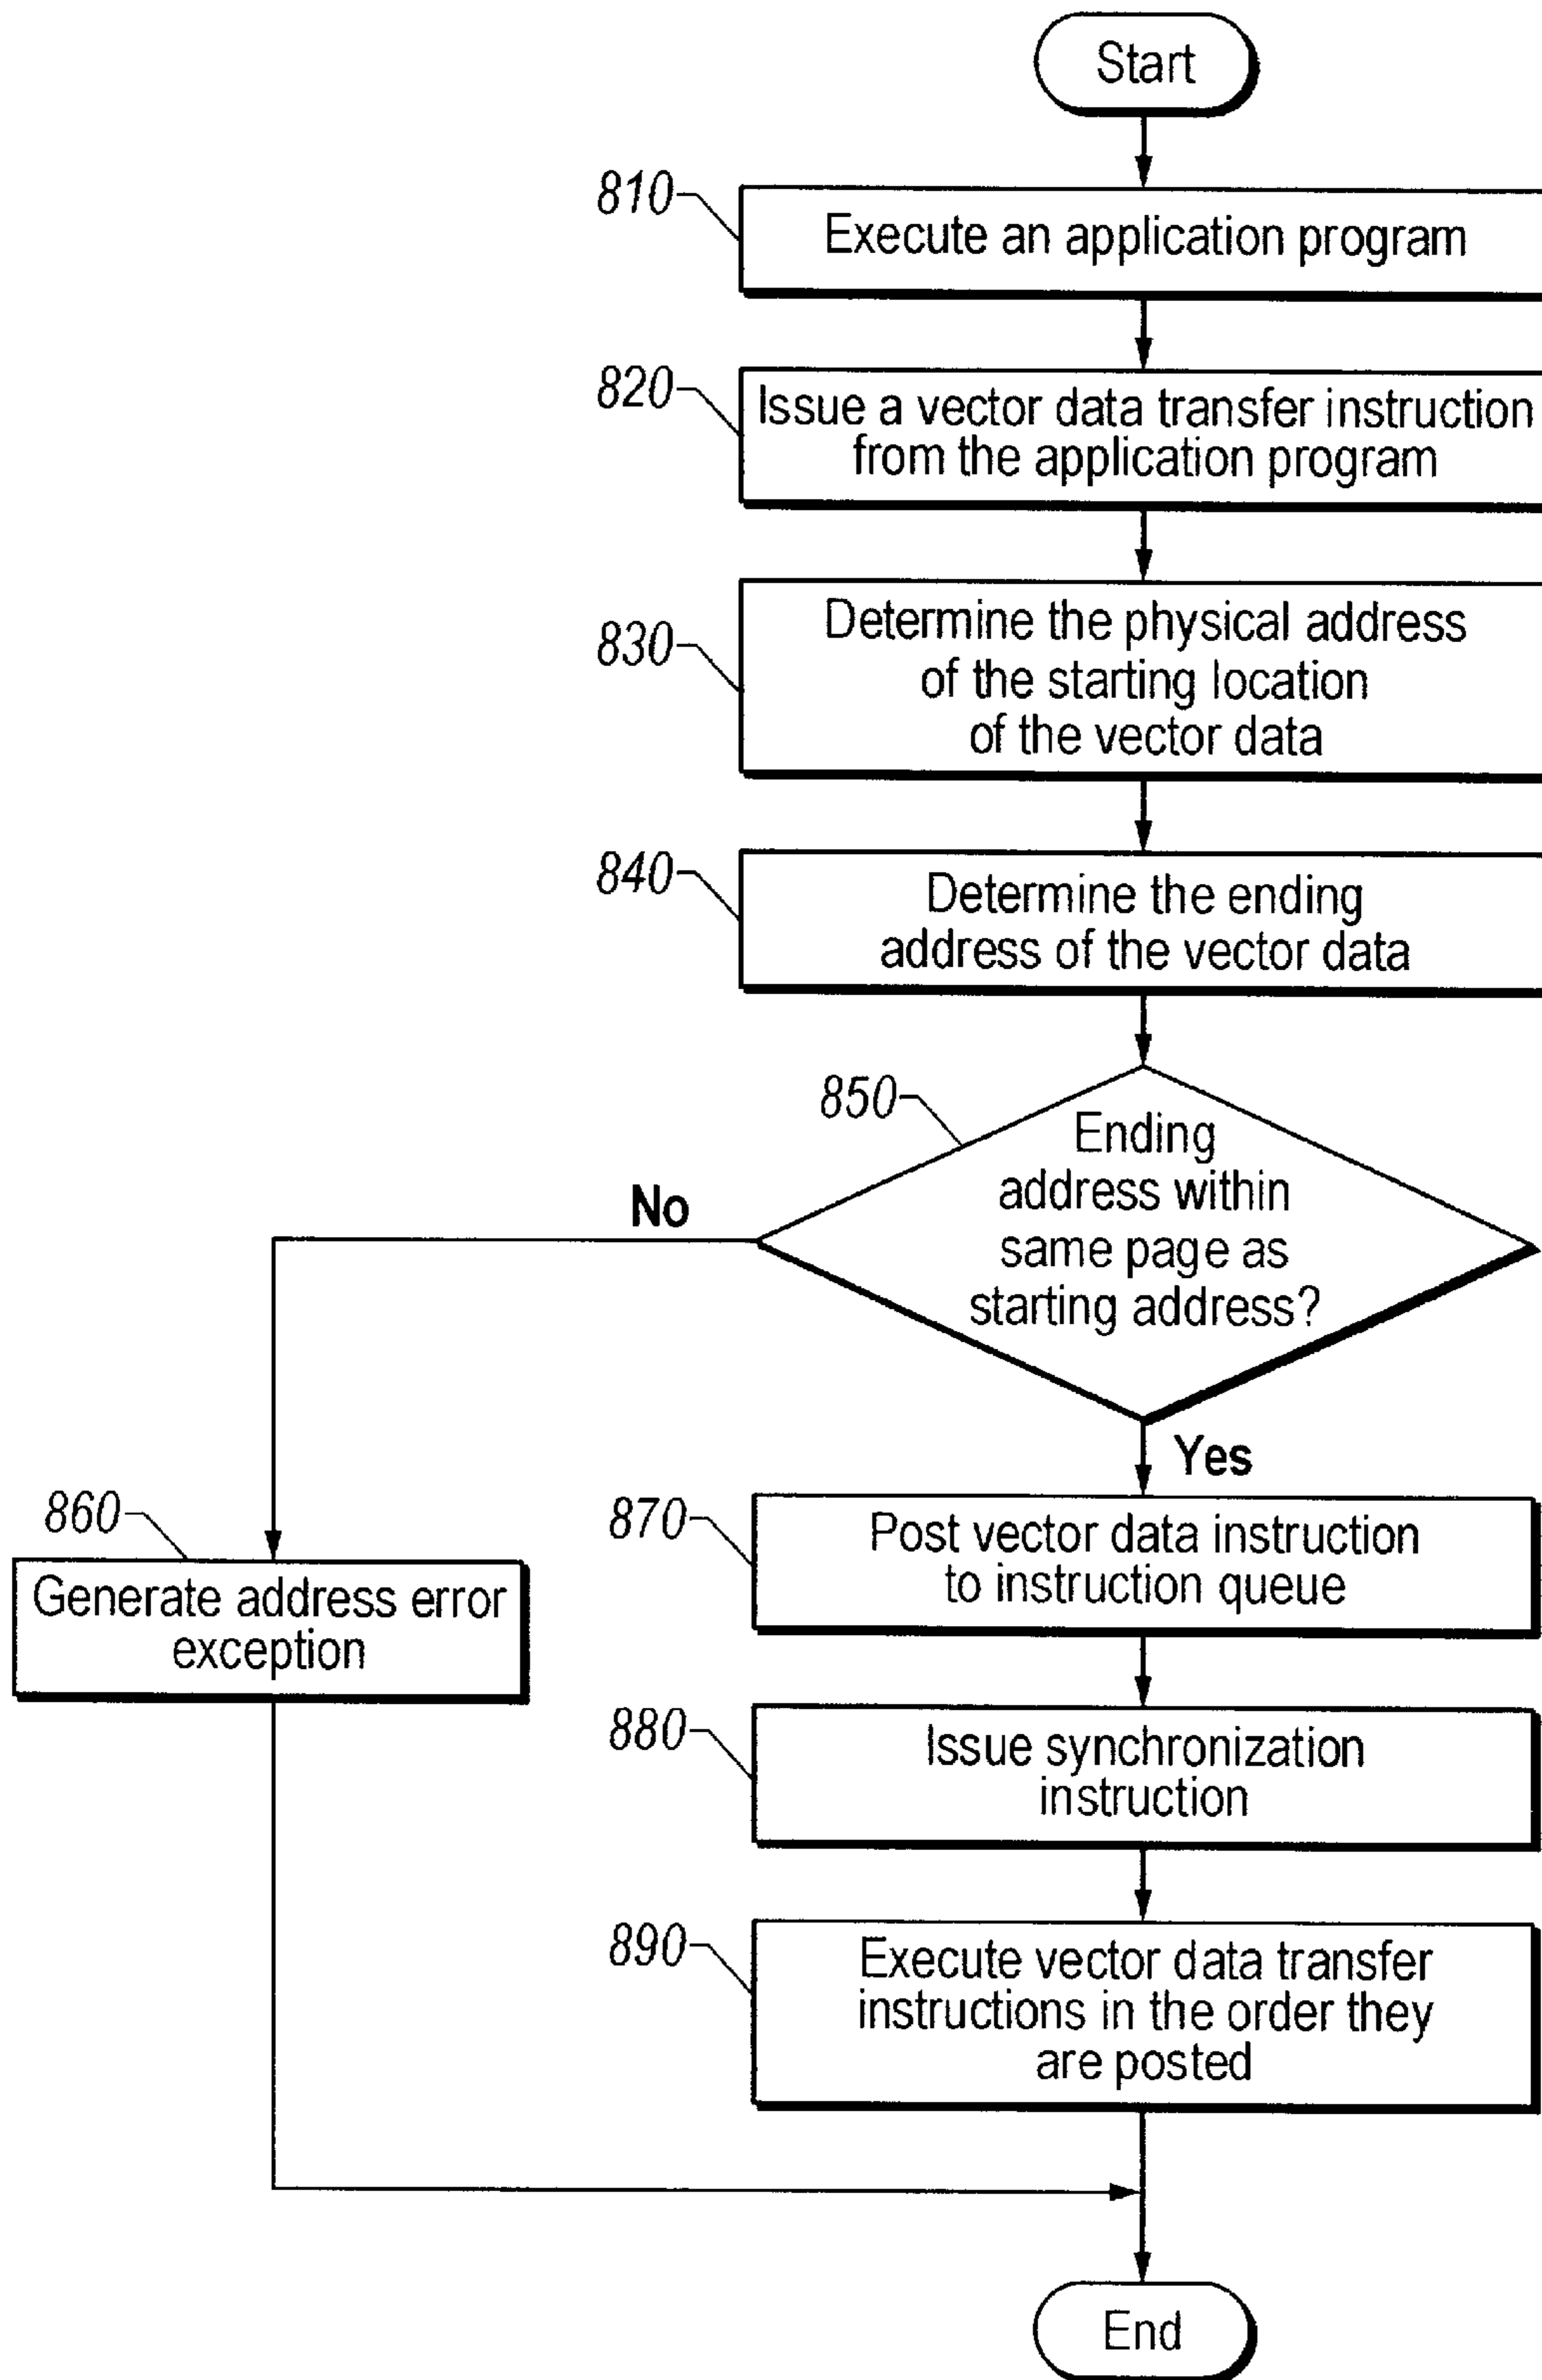 Start
810
Execute an application program
820
Issue a vector data transfer instruction
from the application program
830
Determine the physical address
of the starting location
of the vector data
840
Determine the ending
address of the vector data
850
Ending
address within
same page as
starting address?
No
Yes
860
Generate address error
exception
870
Post vector data instruction
to instruction queue
880
Issue synchronization
instruction
890
Execute vector data transfer
instructions in the order they
are posted
End